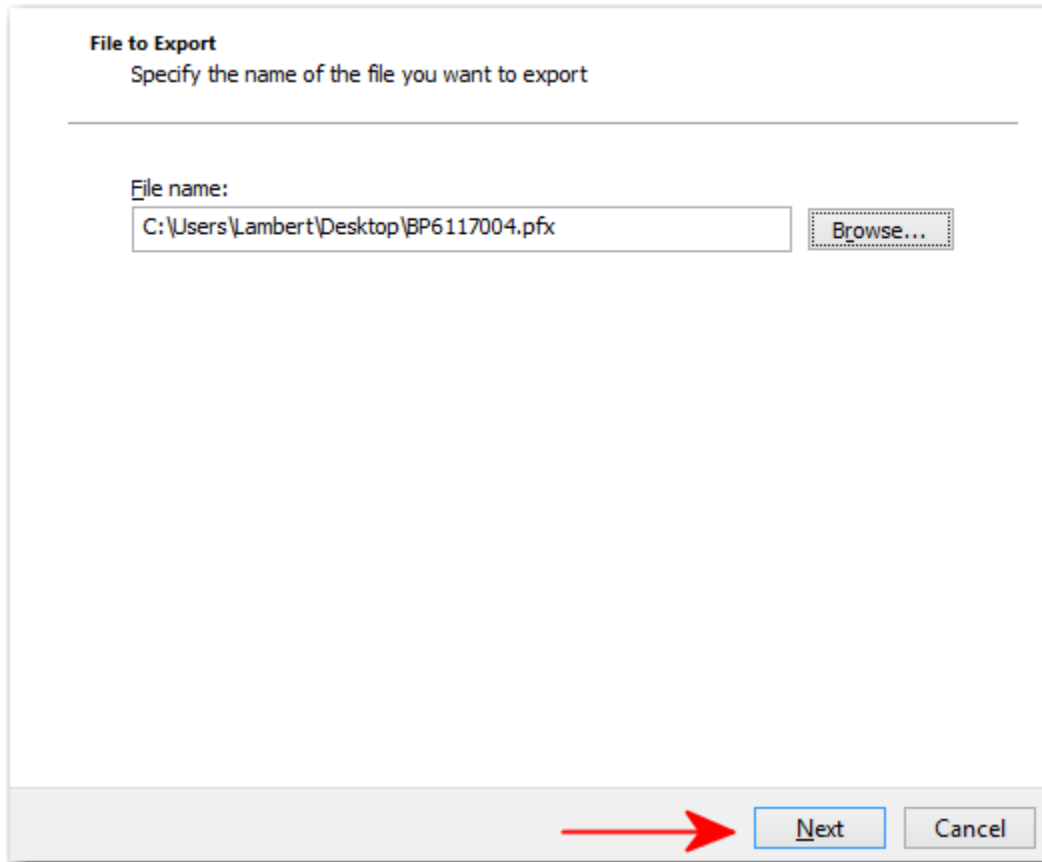 File to Export
Specify the name of the file you want to export
File name:
C:\Users\Lambert\Desktop\BP6117004.pfx
Browse...
Next
Cancel